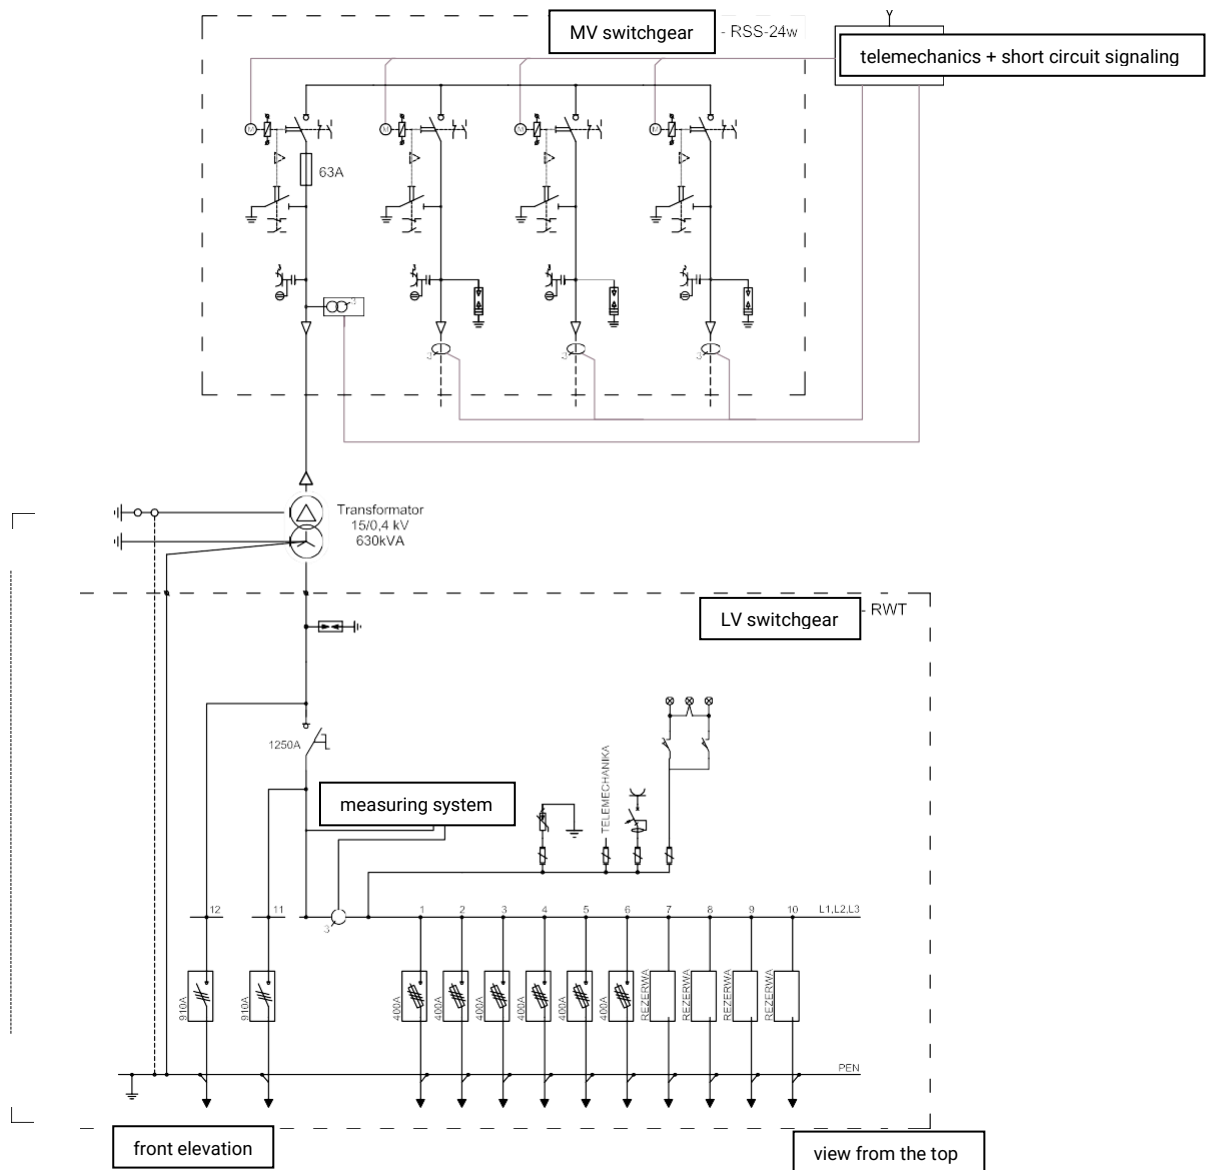 MV switchgear
- RSS-24w
telemechanics + short circuit signaling
M
M
M
M
63A
3
3
3
Transformator
15/0,4 kV
630kVA
LV switchgear
- RWT
1250A
measuring system
TELEMECHANIKA
12
11
3
1
2
3
4
5
6
7
8
9
10
L1,L2,L3
910A
910A
400A
400A
400A
400A
400A
400A
REZERWA
REZERWA
REZERWA
REZERWA
PEN
front elevation
view from the top